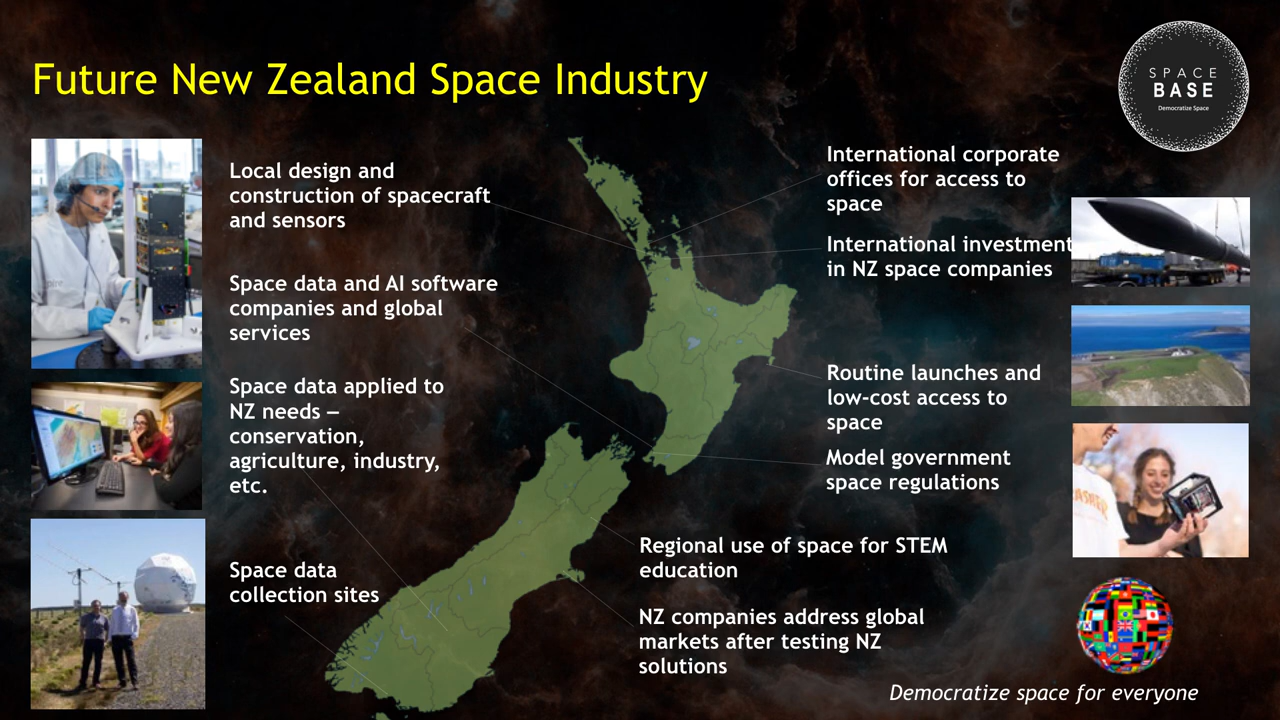 Future New Zealand Space Industry
SPACE
BASE
Democratize Space
Local design and
construction of spacecraft
and sensors
Space data and AI software
companies and global
services
Space data applied to
NZ needs –
conservation,
agriculture, industry,
etc.
Space data
collection sites
International corporate
offices for access to
space
International investment
in NZ space companies
Routine launches and
low-cost access to
space
Model government
space regulations
Regional use of space for STEM
education
NZ companies address global
markets after testing NZ
solutions
Democratize space for everyone